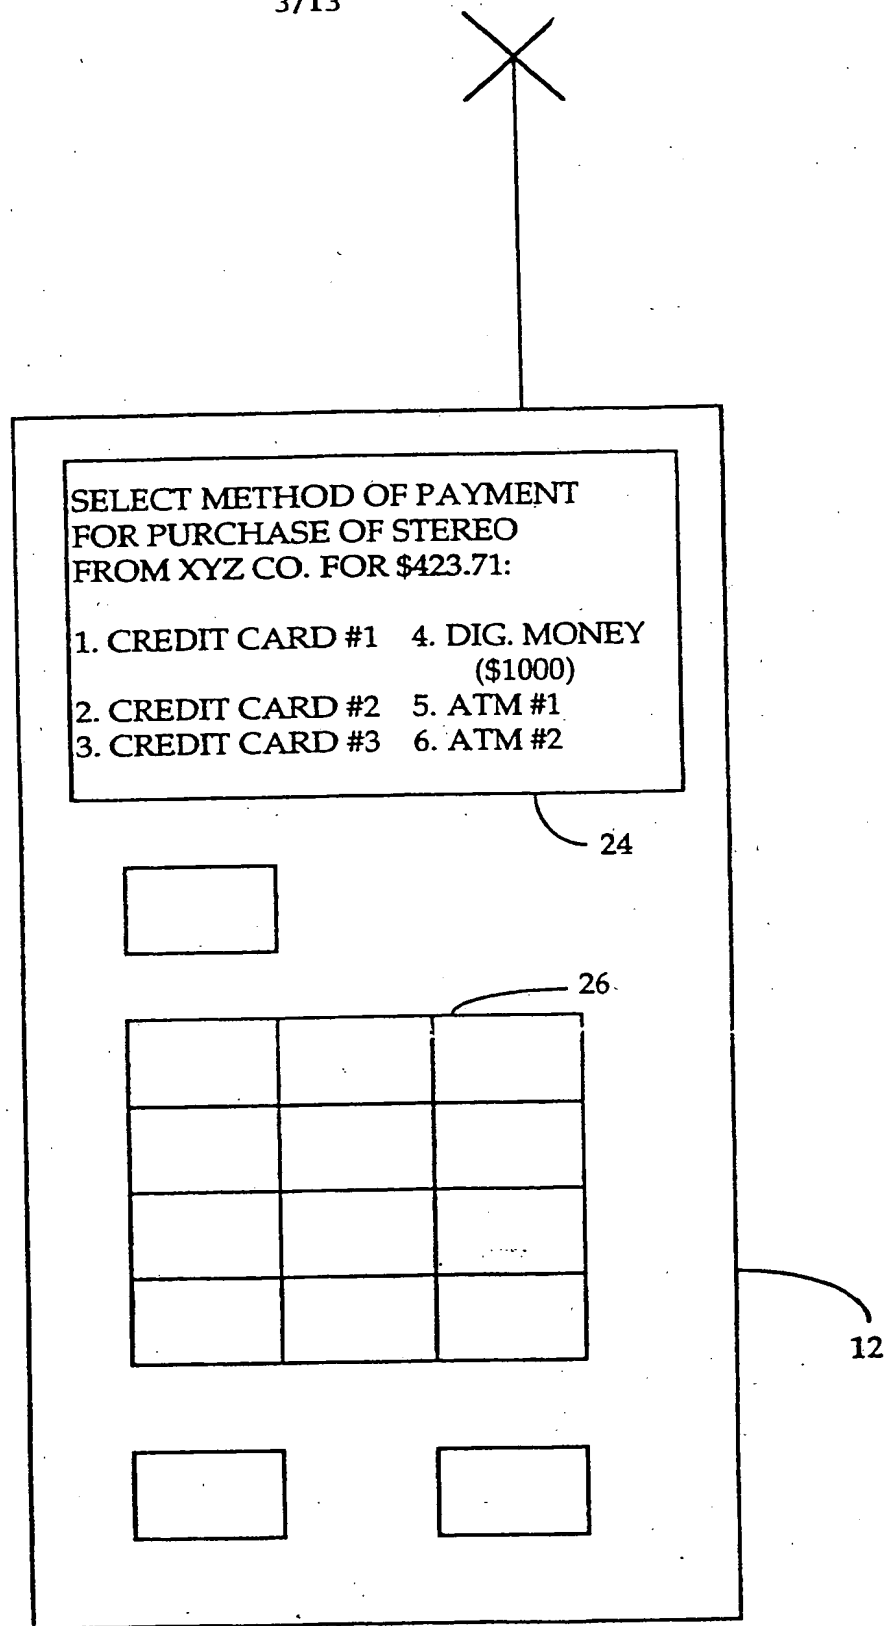 3/13
SELECT METHOD OF PAYMENT
FOR PURCHASE OF STEREO
FROM XYZ CO. FOR $423.71:
1. CREDIT CARD #1 4. DIG. MONEY
($1000)
2. CREDIT CARD #2 5. ATM #1
3. CREDIT CARD #3 6. ATM #2
24
26
12